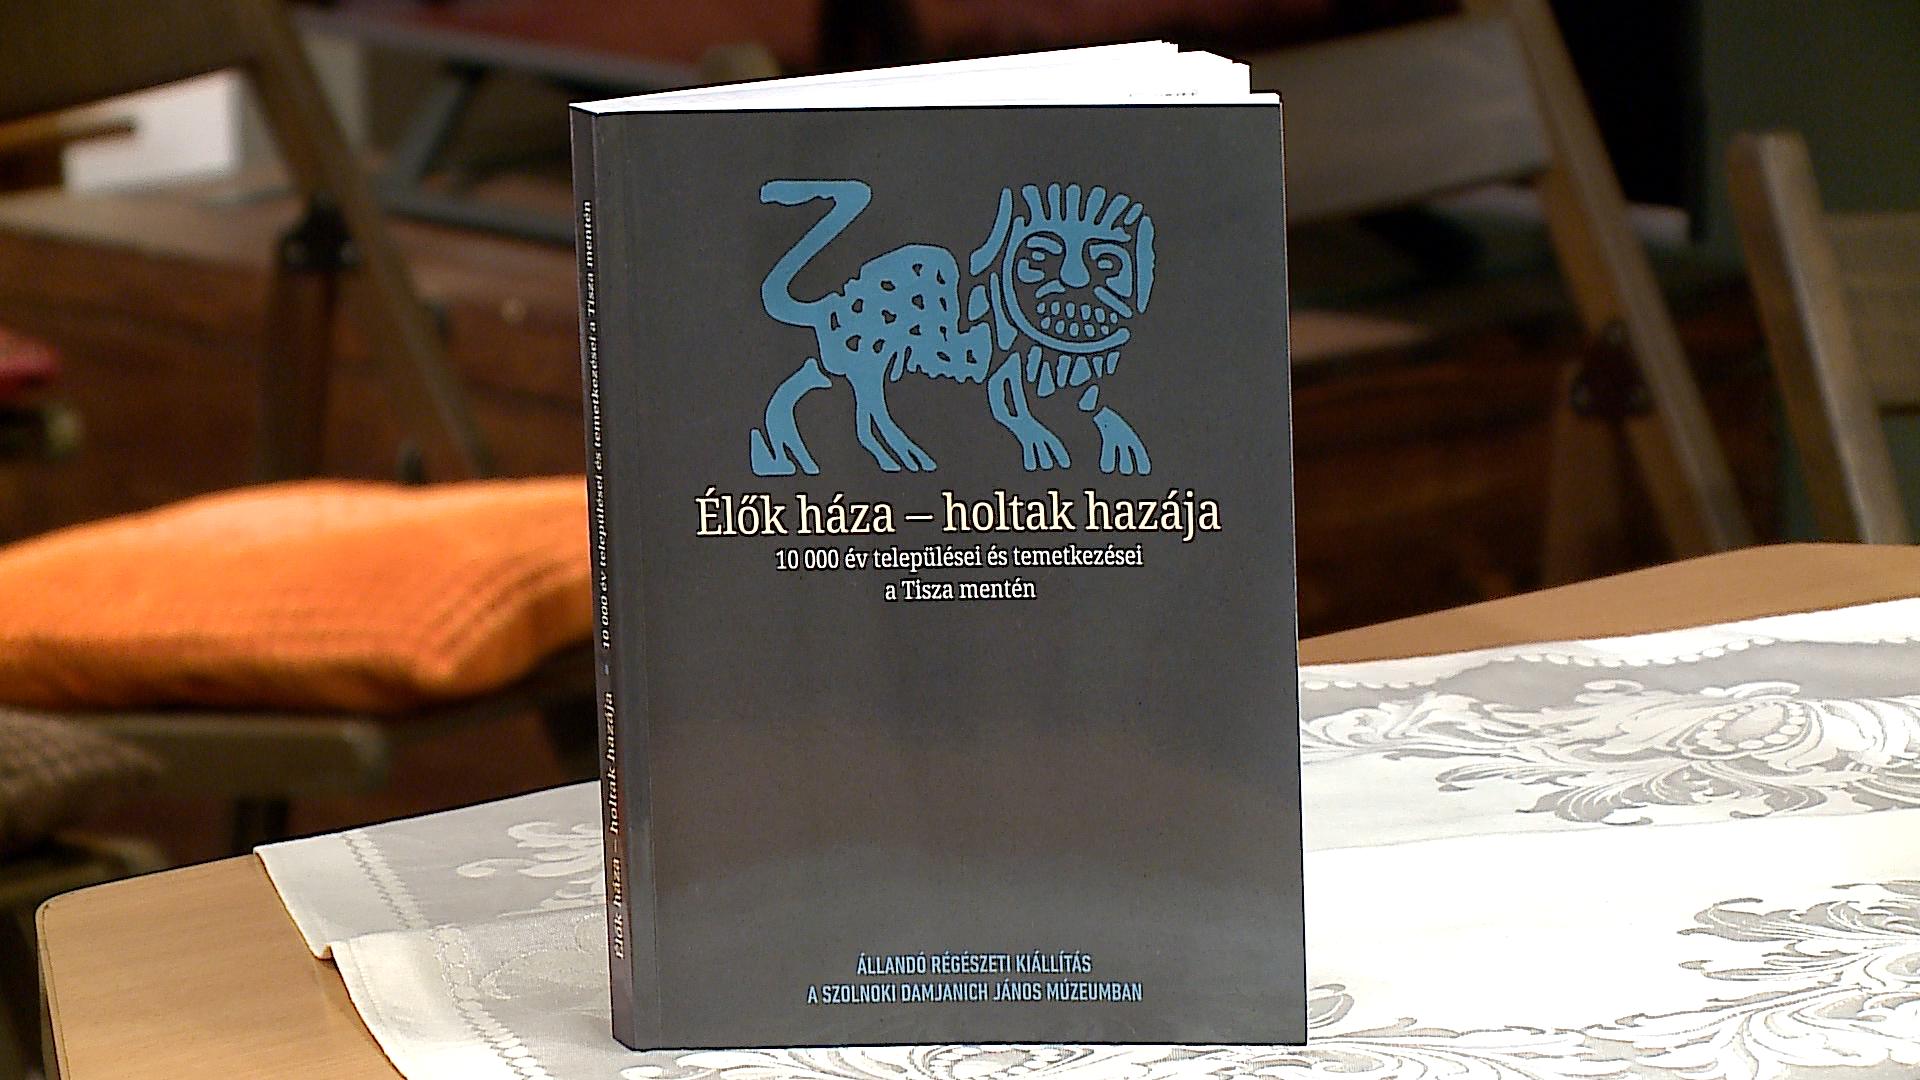 Élők háza – holtak hazája
10 000 év települései és temetkezései
a Tisza mentén
ÁLLANDÓ RÉGÉSZETI KIÁLLÍTÁS
A SZOLNOKI DAMJANICH JÁNOS MÚZEUMBAN
Élők háza – holtak hazája 10 000 év települései és temetkezései a Tisza mentén